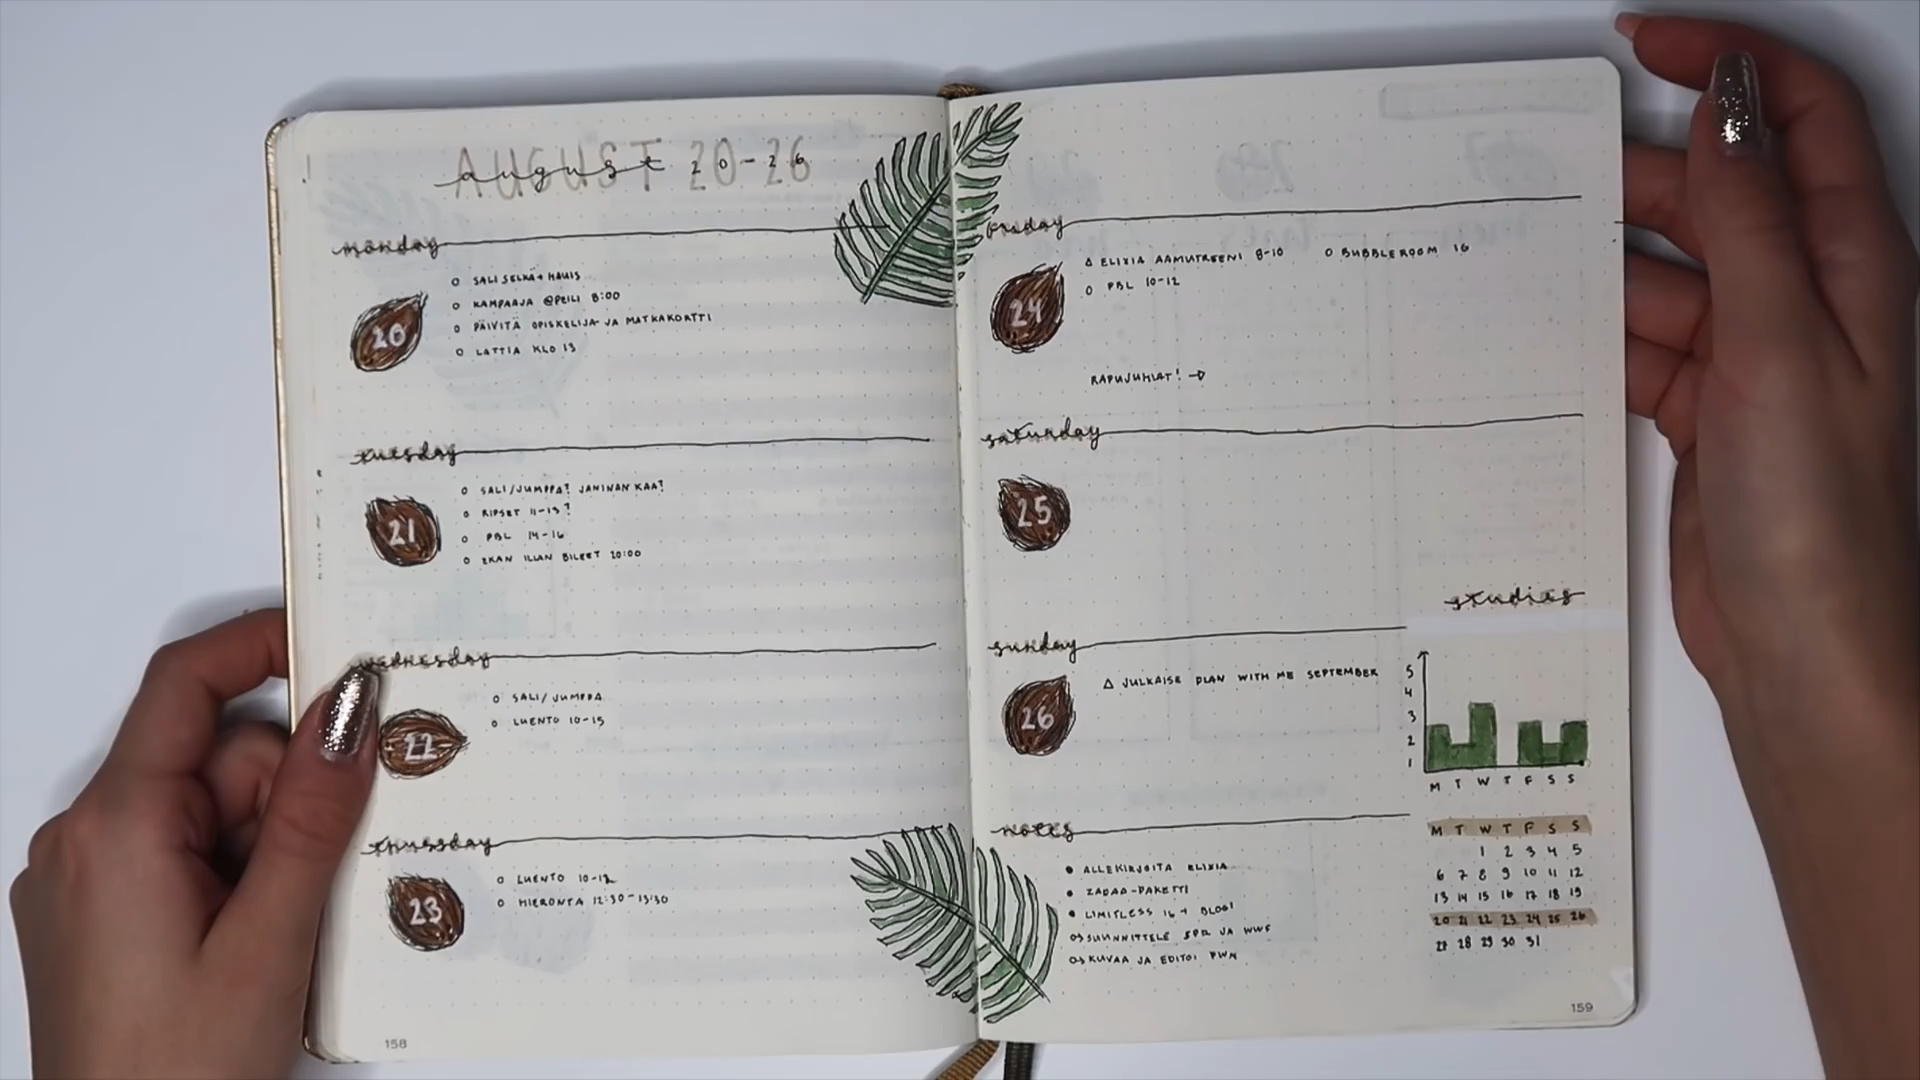 AUGUST 20-26
august 20-26
monday
20
SALI SELKÄ + HAUIS
KAMPAAJA @PEILI 8:00
PÄIVITÄ OPISKELIJA- JA MATKAKORTTI
LATTIA KLO 13
tuesday
21
SALI/JUMPPA? JANINAN KAA?
RIPSET 11-13?
PBL 14-16
EKAN ILLAN BILEET 20:00
wednesday
22
SALI/JUMPPA
LUENTO 10-15
thursday
23
LUENTO 10-12
HIERONTA 12:30-13:30
158
friday
24
ELIXIA AAMUTREENI 8-10
BUBBLEROOM 16
PBL 10-12
RAPUJUHLAT!
saturday
25
sunday
26
JULKAISE PLAN WITH ME SEPTEMBER
studies
5
4
3
2
1
M T W T F S S
notes
ALLEKIRJOITA ELIXIA
ZADAA-PAKETTI
LIMITLESS 16+ BLOGI
SUUNNITTELE SPR JA WWF
KUVAA JA EDITOI PWM
M T W T F S S
1 2 3 4 5
6 7 8 9 10 11 12
13 14 15 16 17 18 19
20 21 22 23 24 25 26
27 28 29 30 31
159